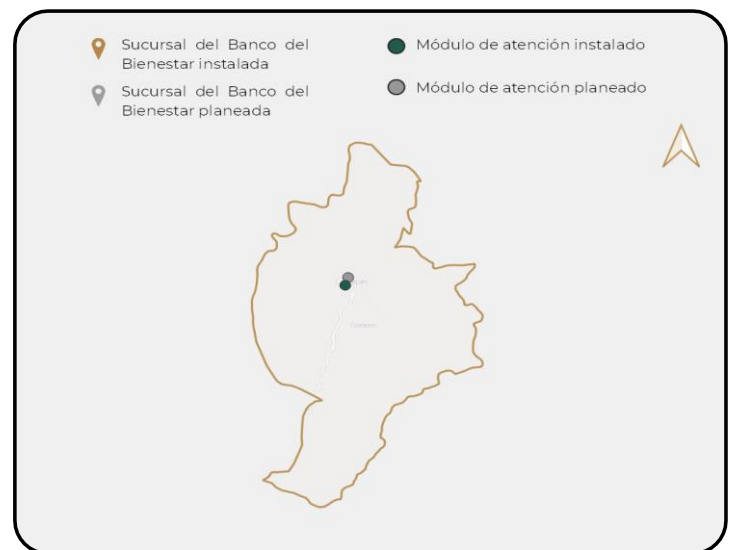 Sucursal del Banco del
Bienestar instalada
Sucursal del Banco del
Bienestar planeada
Módulo de atención instalado
Módulo de atención planeado